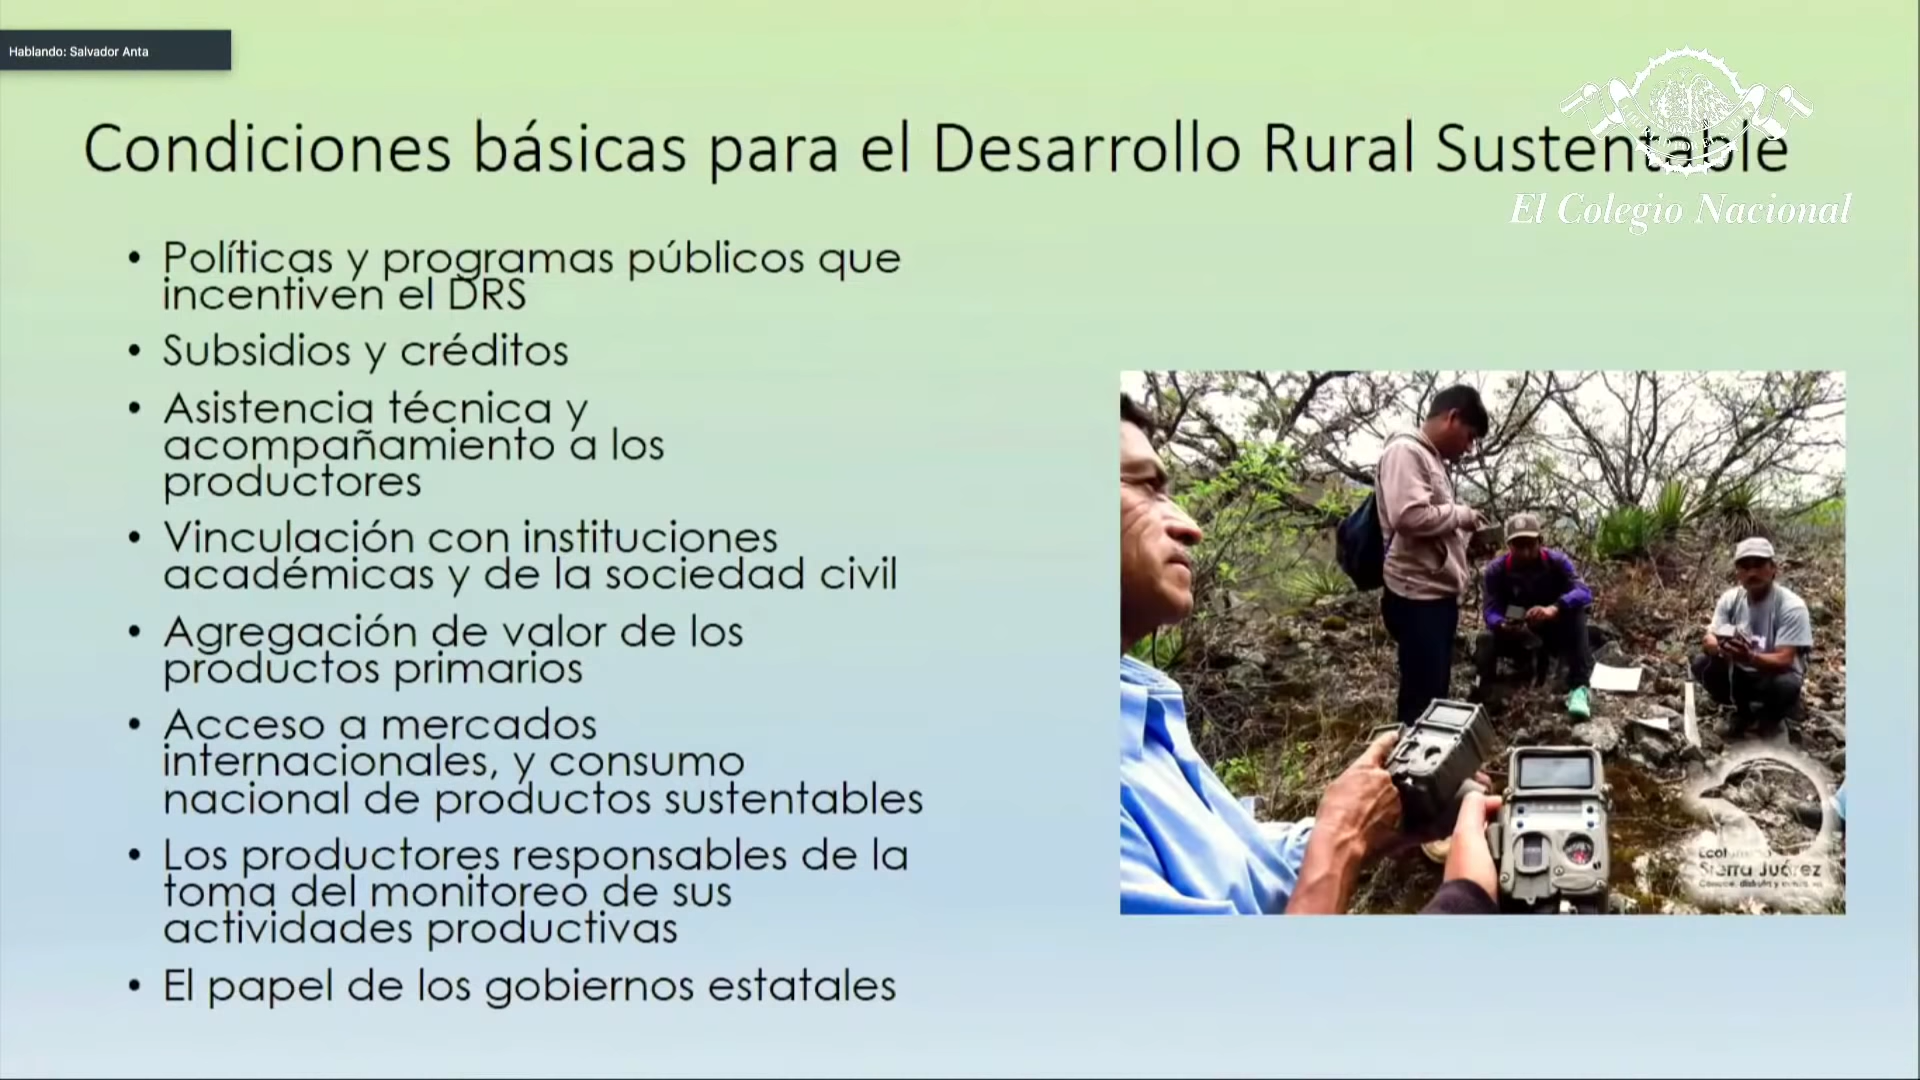 Hablando: Salvador Anta
Condiciones básicas para el Desarrollo Rural Sustentable
El Colegio Nacional
• Políticas y programas públicos que
incentiven el DRS
• Subsidios y créditos
• Asistencia técnica y
acompañamiento a los
productores
• Vinculación con instituciones
académicas y de la sociedad civil
• Agregación de valor de los
productos primarios
• Acceso a mercados
internacionales, y consumo
nacional de productos sustentables
• Los productores responsables de la
toma del monitoreo de sus
actividades productivas
• El papel de los gobiernos estatales
Sierra Juárez